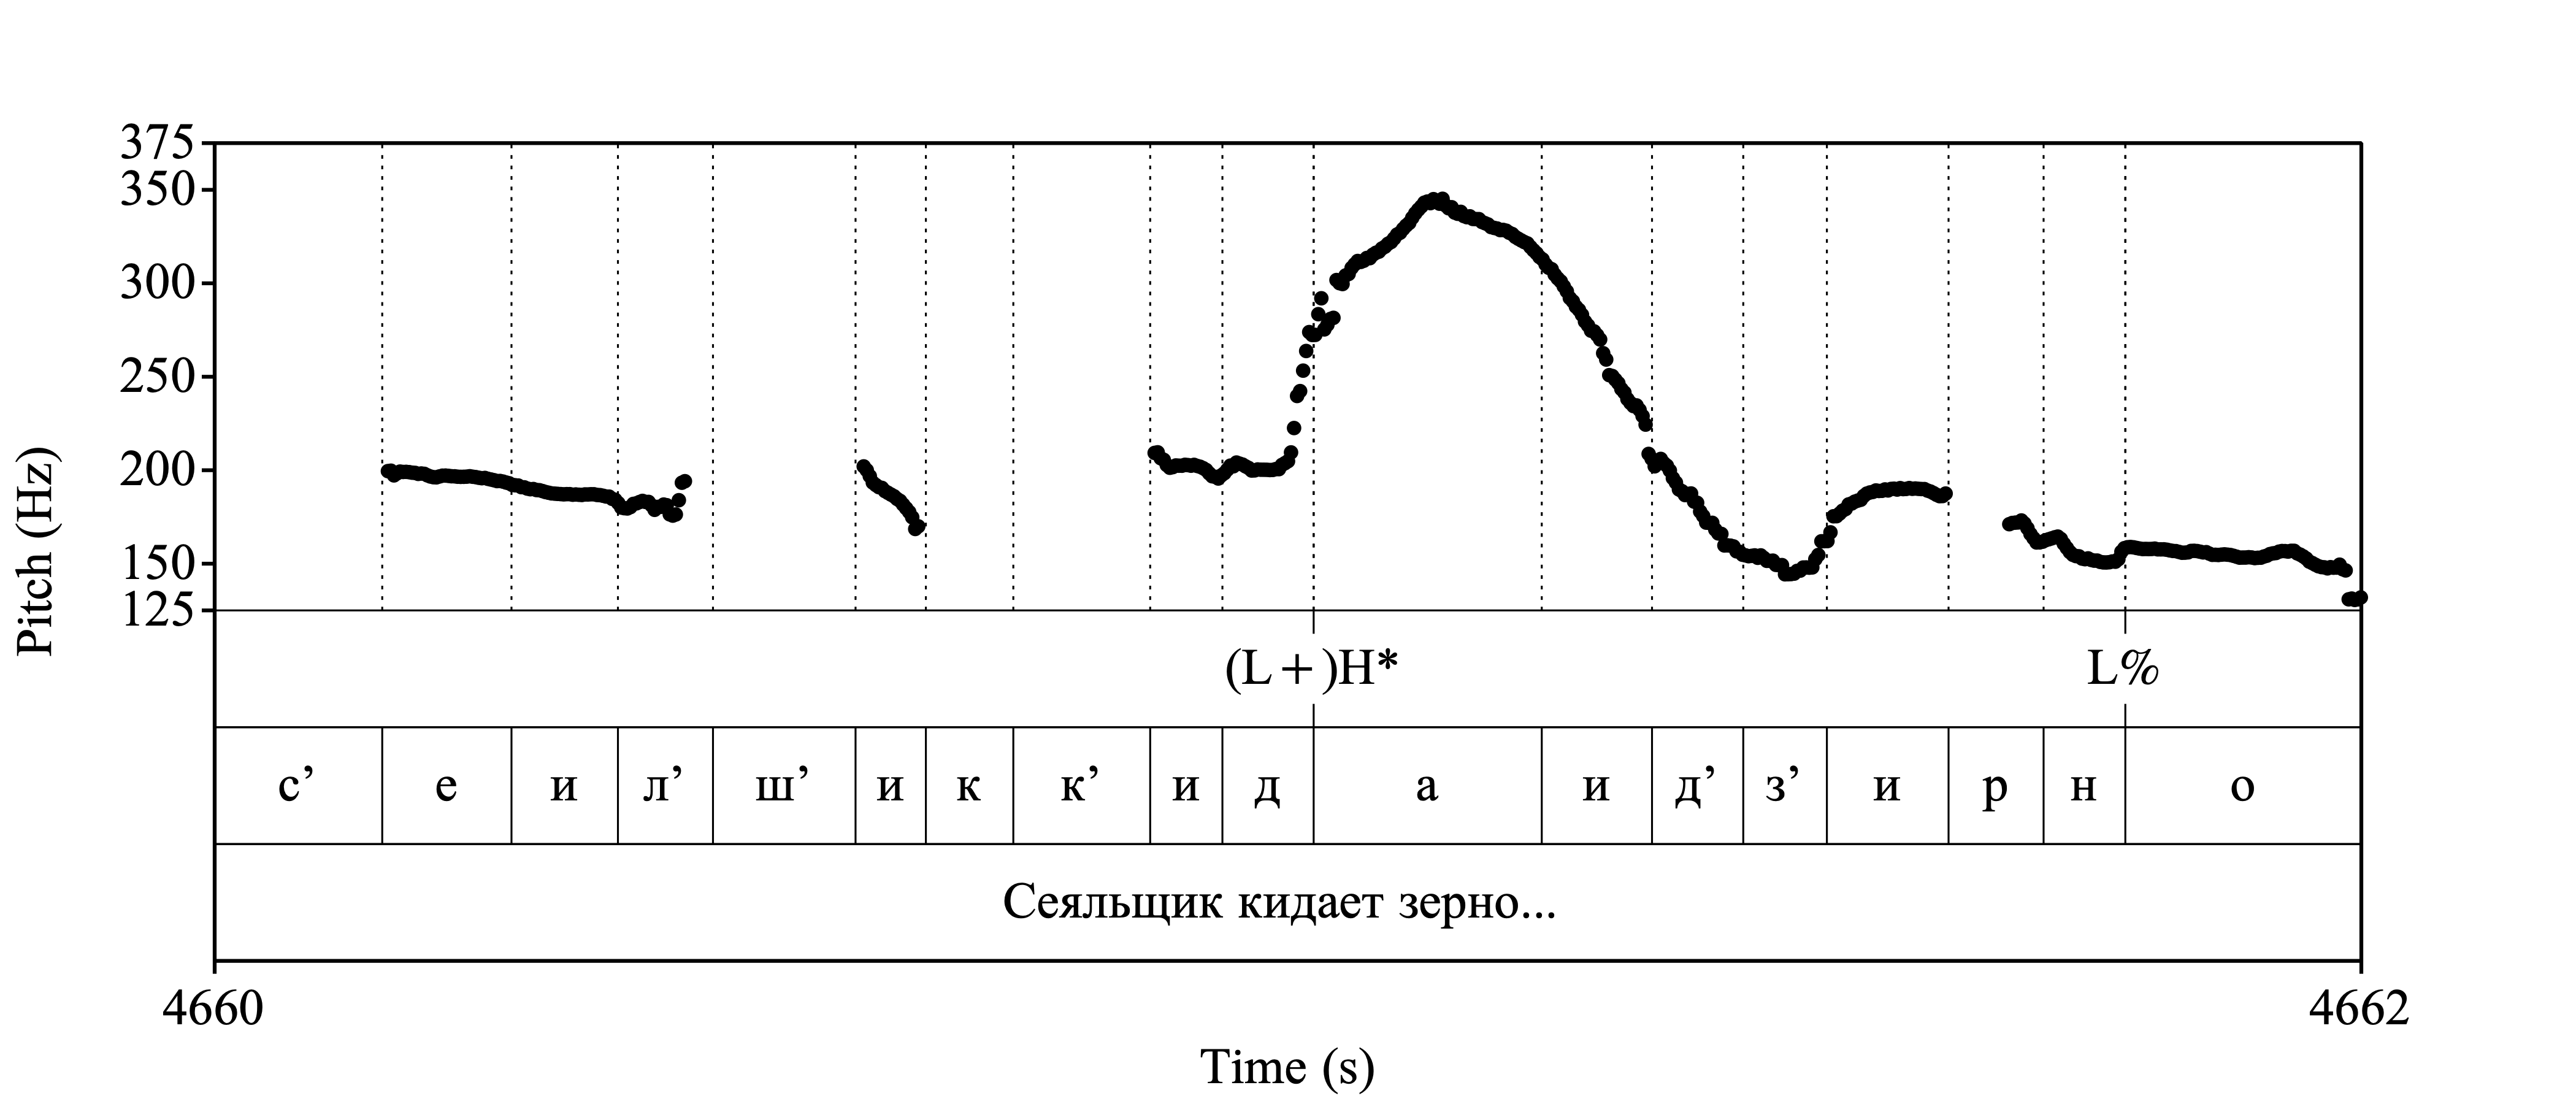 375
350
300
250
200
150
125
Pitch (Hz)
(L+)H* L%
с’ е и л’ ш’ и к к’ и д а и д’ з’ и р н о
Сеяльщик кидает зерно...
4660 4662
Time (s)